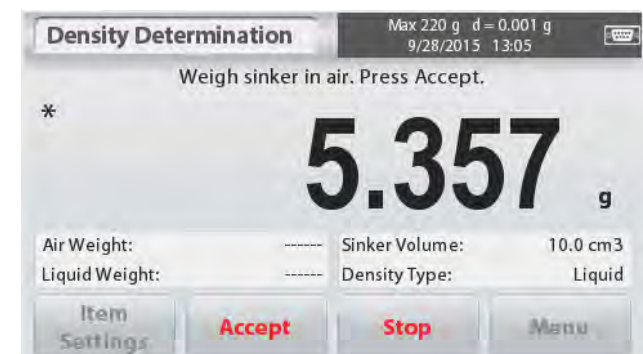 Density Determination
Max 220 g d=0.001 g
9/28/2015 13:05
Weigh sinker in air. Press Accept.
*
5.357 g
Air Weight: ------ Sinker Volume: 10.0 cm3
Liquid Weight: ------ Density Type: Liquid
Item Settings Accept Stop Menu